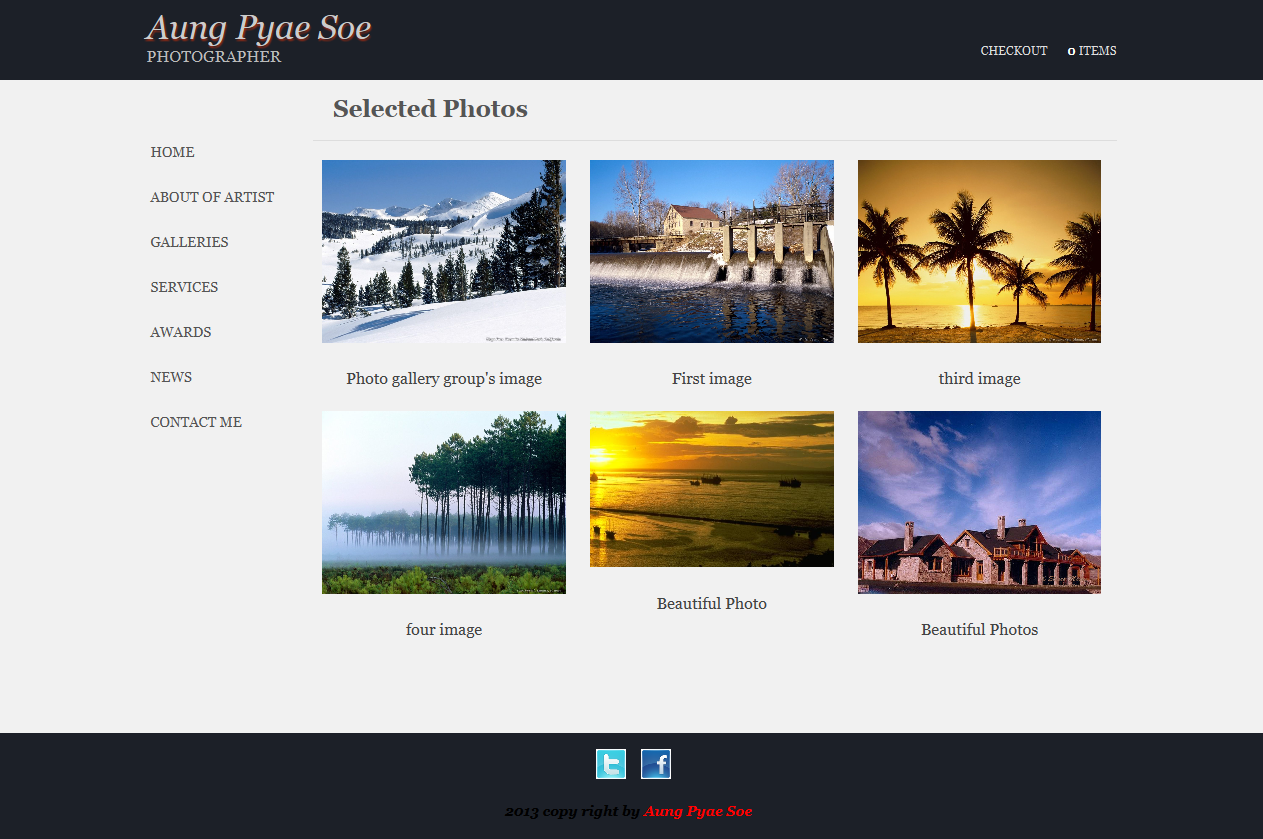 Aung Pyae Soe
PHOTOGRAPHER
CHECKOUT 0 ITEMS
Selected Photos
HOME
ABOUT OF ARTIST
GALLERIES
SERVICES
AWARDS
NEWS
CONTACT ME
Photo gallery group's image
First image
third image
four image
Beautiful Photo
Beautiful Photos
t f
2013 copy right by Aung Pyae Soe